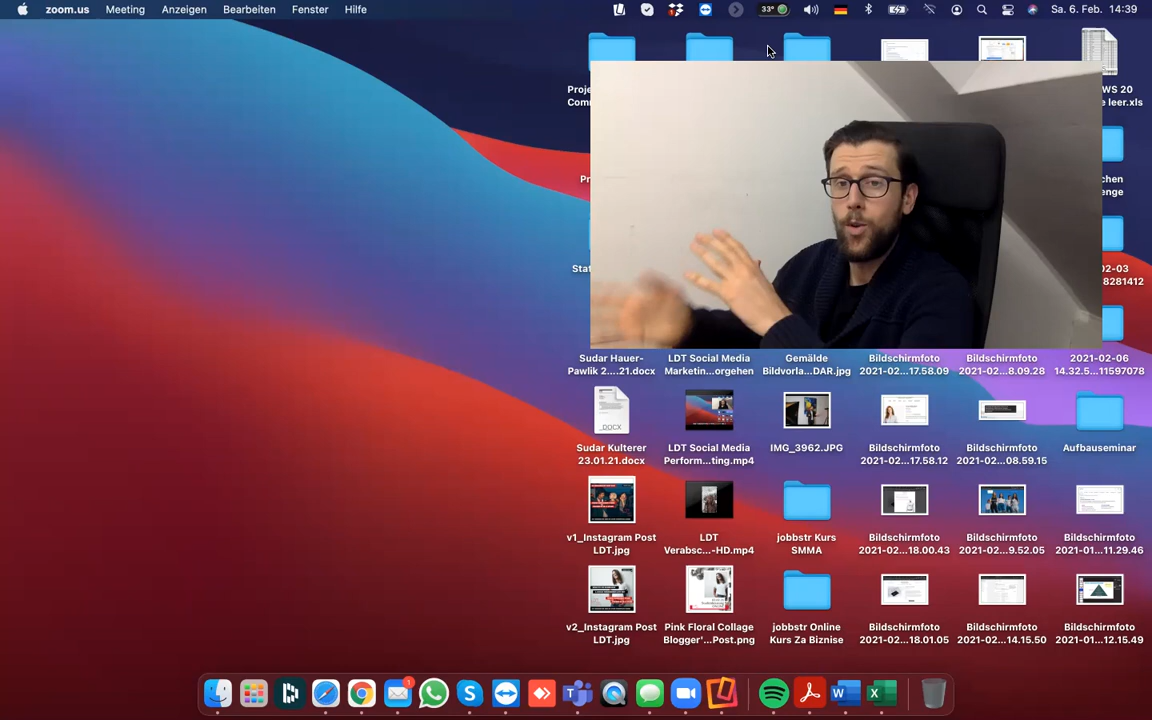 zoom.us Meeting Anzeigen Bearbeiten Fenster Hilfe 33° Sa. 6. Feb. 14:39
WS 20
e leer.xls
Sudar Hauer-
Pawlik 2....21.docx
LDT Social Media
Marketin...orgehen
Gemälde
Bildvorla...DAR.jpg
Bildschirmfoto
2021-02...17.58.09
Bildschirmfoto
2021-02...8.09.28
2021-02-06
14.32.5...11597078
_DOCX
Sudar Kulterer
23.01.21.docx
LDT Social Media
Perform...ting.mp4
IMG_3962.JPG
Bildschirmfoto
2021-02...17.58.12
Bildschirmfoto
2021-02...08.59.15
Aufbauseminar
v1_Instagram Post
LDT.jpg
LDT
Verabsc...-HD.mp4
jobbstr Kurs
SMMA
Bildschirmfoto
2021-02...18.00.43
Bildschirmfoto
2021-02...9.52.05
Bildschirmfoto
2021-01...11.29.46
v2_Instagram Post
LDT.jpg
Pink Floral Collage
Blogger'...Post.png
jobbstr Online
Kurs Za Biznise
Bildschirmfoto
2021-02...18.01.05
Bildschirmfoto
2021-02...14.15.50
Bildschirmfoto
2021-01...12.15.49